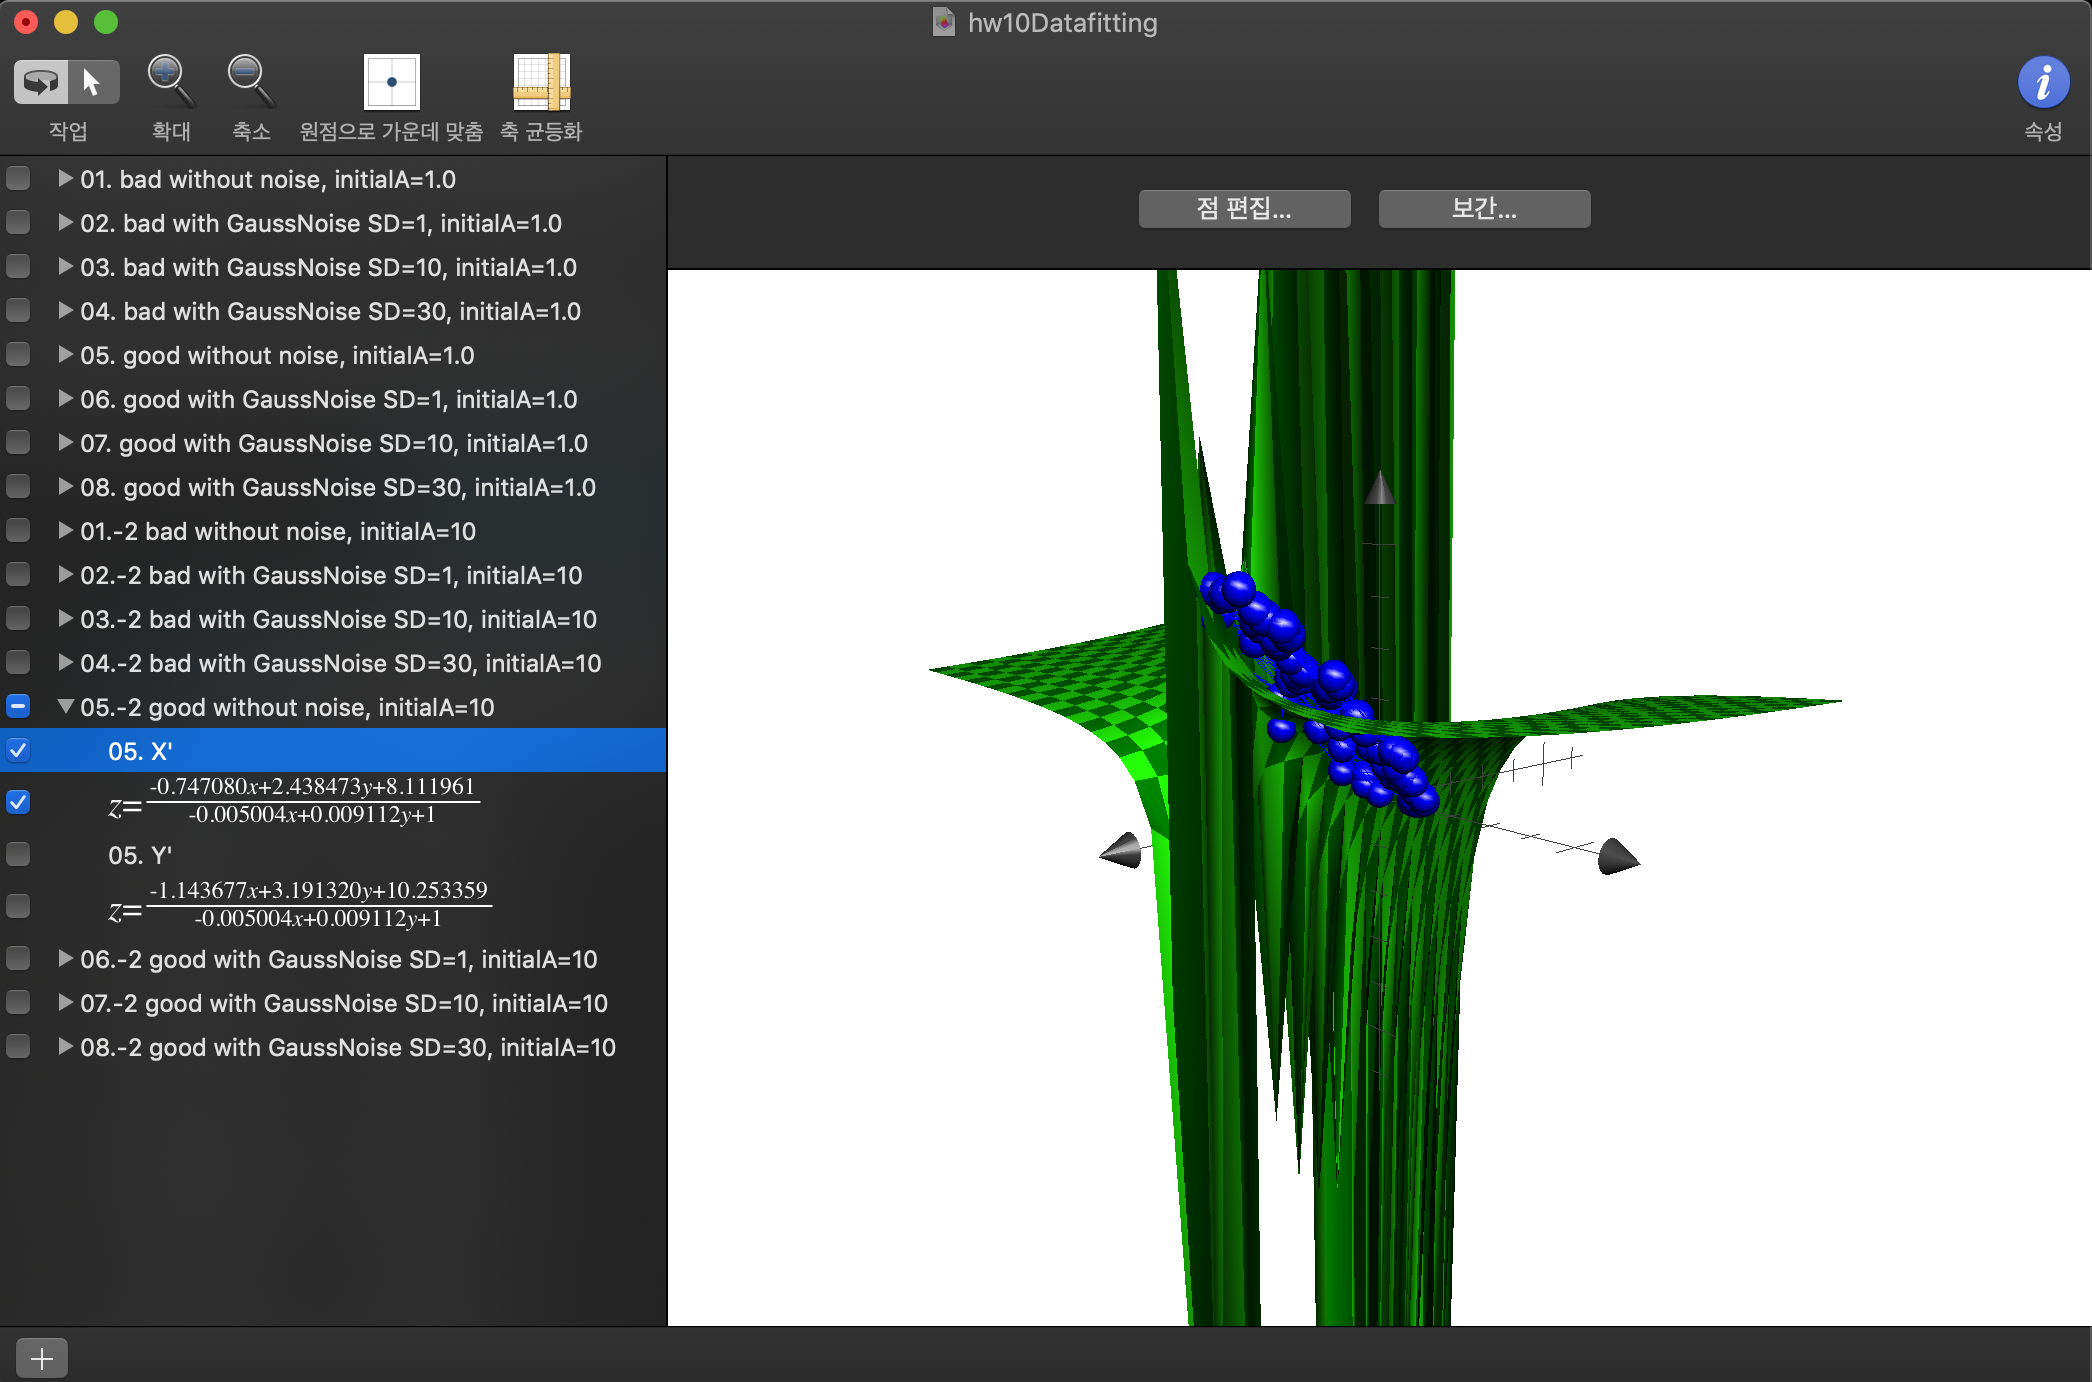 hw10Datafitting
작업
확대
축소
원점으로 가운데 맞춤
축 균등화
속성
점 편집...
보간...
01. bad without noise, initialA=1.0
02. bad with GaussNoise SD=1, initialA=1.0
03. bad with GaussNoise SD=10, initialA=1.0
04. bad with GaussNoise SD=30, initialA=1.0
05. good without noise, initialA=1.0
06. good with GaussNoise SD=1, initialA=1.0
07. good with GaussNoise SD=10, initialA=1.0
08. good with GaussNoise SD=30, initialA=1.0
01.-2 bad without noise, initialA=10
02.-2 bad with GaussNoise SD=1, initialA=10
03.-2 bad with GaussNoise SD=10, initialA=10
04.-2 bad with GaussNoise SD=30, initialA=10
05.-2 good without noise, initialA=10
05. X'
-0.747080x+2.438473y+8.111961
z=
-0.005004x+0.009112y+1
05. Y'
-1.143677x+3.191320y+10.253359
z=
-0.005004x+0.009112y+1
06.-2 good with GaussNoise SD=1, initialA=10
07.-2 good with GaussNoise SD=10, initialA=10
08.-2 good with GaussNoise SD=30, initialA=10